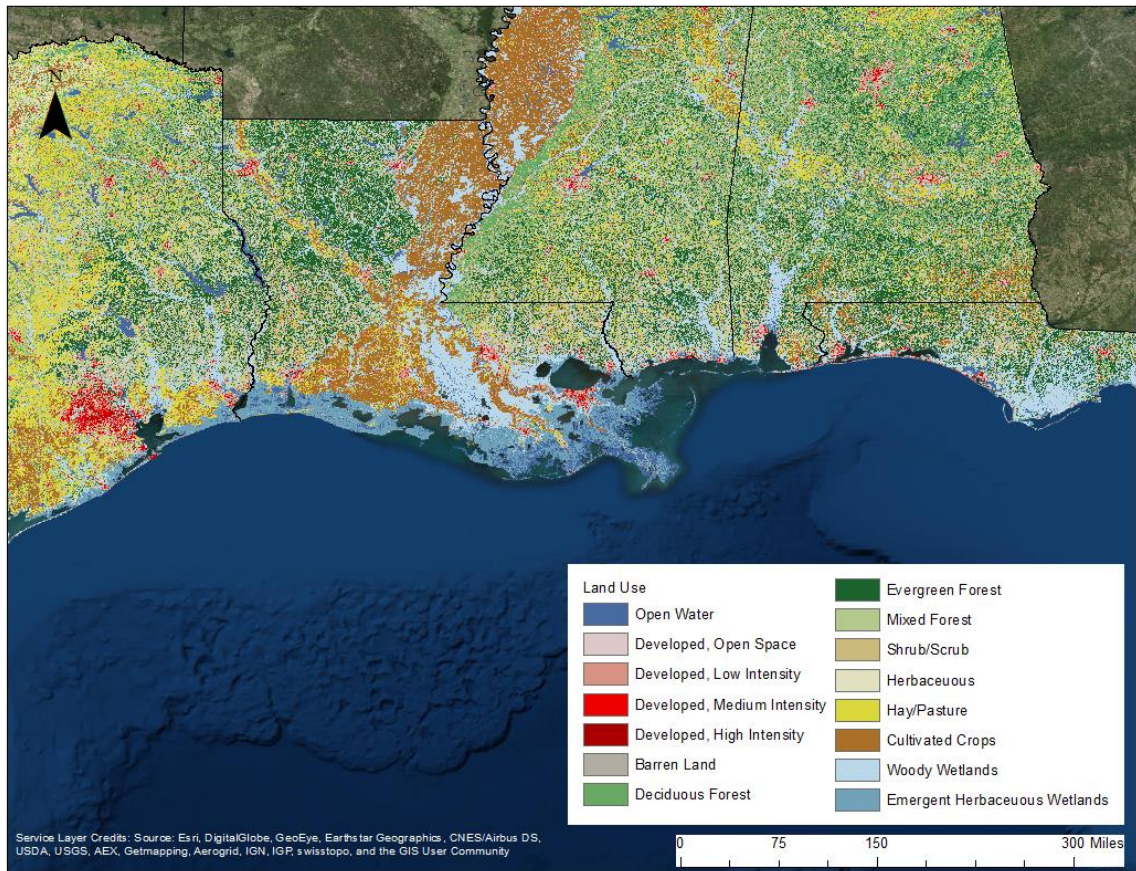 N
Land Use
Open Water
Developed, Open Space
Developed, Low Intensity
Developed, Medium Intensity
Developed, High Intensity
Barren Land
Deciduous Forest
Evergreen Forest
Mixed Forest
Shrub/Scrub
Herbaceuous
Hay/Pasture
Cultivated Crops
Woody Wetlands
Emergent Herbaceuous Wetlands
Service Layer Credits: Source: Esri, DigitalGlobe, GeoEye, Earthstar Geographics, CNES/Airbus DS,
USDA, USGS, AEX, Getmapping, Aerogrid, IGN, IGP, swisstopo, and the GIS User Community
0 75 150 300 Miles